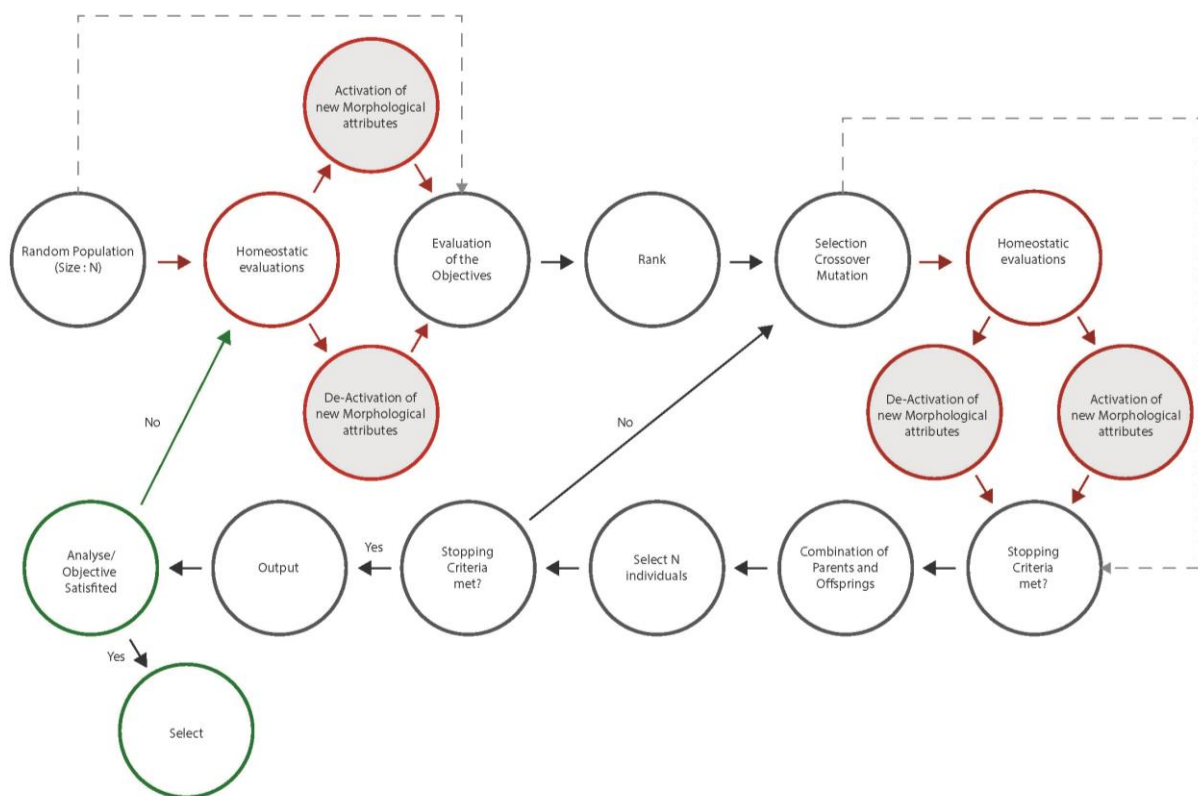 Activation of
new Morphological
attributes
Random Population
(Size : N)
Homeostatic
evaluations
Evaluation
of the
Objectives
Rank
Selection
Crossover
Mutation
Homeostatic
evaluations
De-Activation of
new Morphological
attributes
De-Activation of
new Morphological
attributes
Activation of
new Morphological
attributes
No
No
Analyse/
Objective
Satisfited
Output
Yes
Stopping
Criteria
met?
Select N
individuals
Combination of
Parents and
Offsprings
Stopping
Criteria
met?
Yes
Select